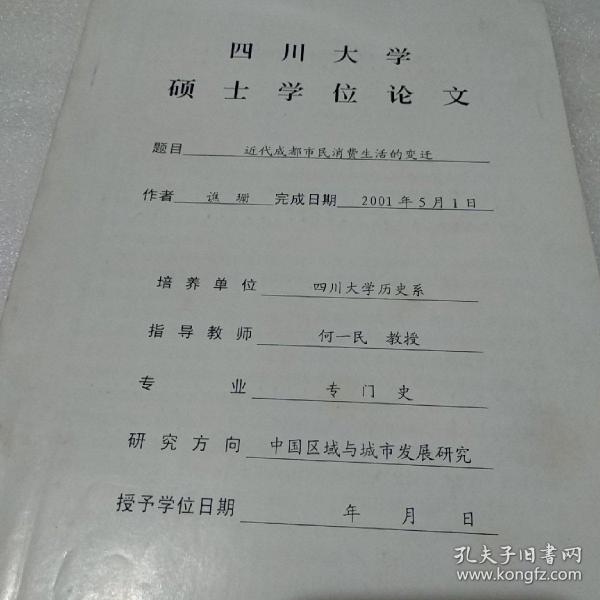 四川大学
硕士学位论文
题目 近代成都市民消费生活的变迁
作者 谯珊 完成日期 2001年5月1日
培养单位 四川大学历史系
指导教师 何一民 教授
专业 专门史
研究方向 中国区域与城市发展研究
授予学位日期 年 月 日
孔夫子旧书网
www.kongfz.com